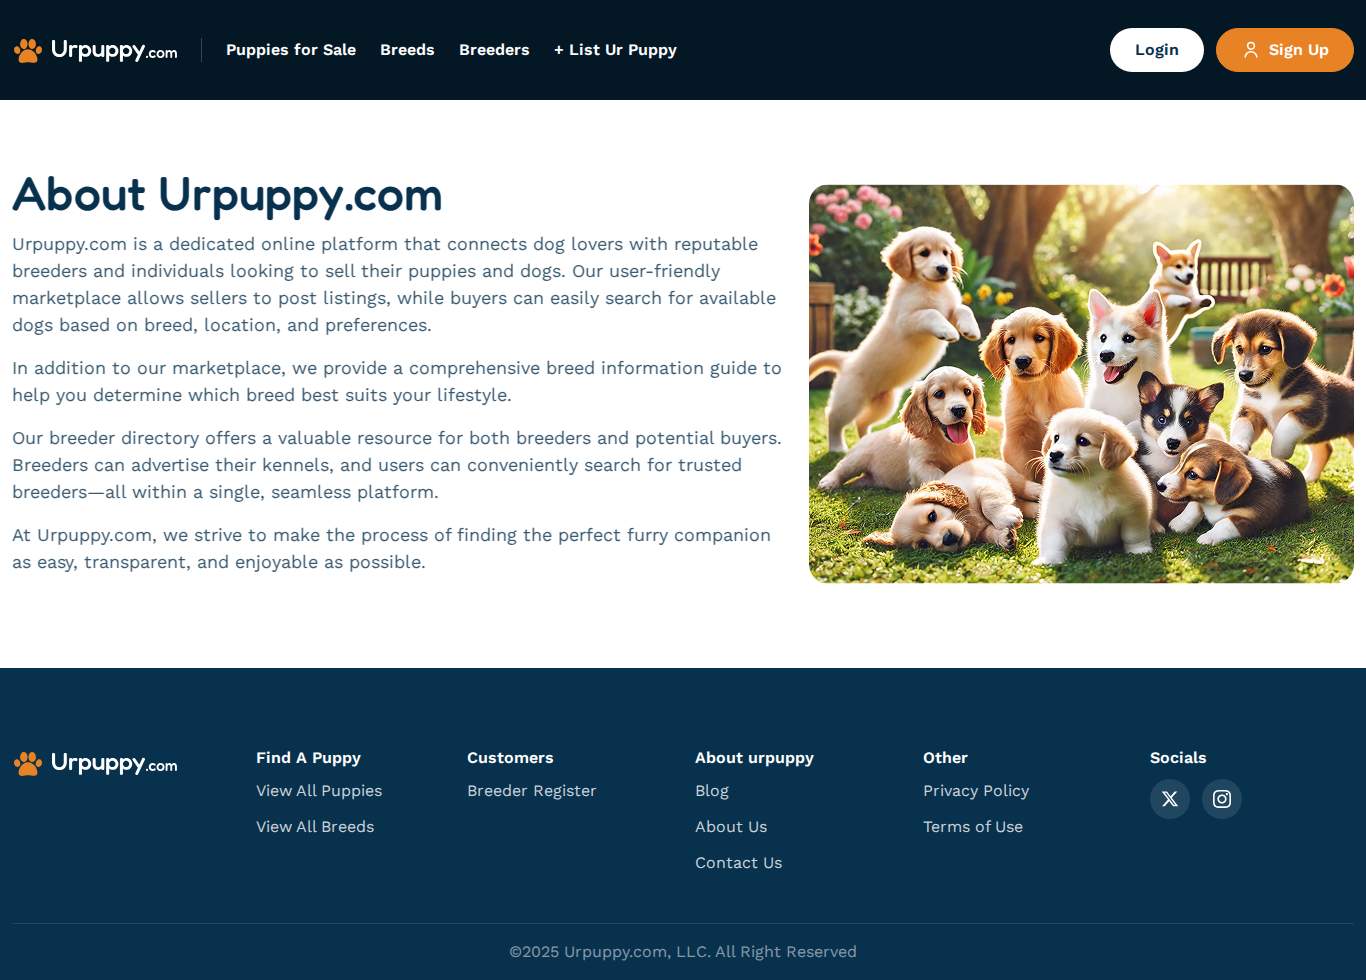 Urpuppy.com
Puppies for Sale
Breeds
Breeders
+ List Ur Puppy
Login
Sign Up
About Urpuppy.com
Urpuppy.com is a dedicated online platform that connects dog lovers with reputable
breeders and individuals looking to sell their puppies and dogs. Our user-friendly
marketplace allows sellers to post listings, while buyers can easily search for available
dogs based on breed, location, and preferences.
In addition to our marketplace, we provide a comprehensive breed information guide to
help you determine which breed best suits your lifestyle.
Our breeder directory offers a valuable resource for both breeders and potential buyers.
Breeders can advertise their kennels, and users can conveniently search for trusted
breeders—all within a single, seamless platform.
At Urpuppy.com, we strive to make the process of finding the perfect furry companion
as easy, transparent, and enjoyable as possible.
Urpuppy.com
Find A Puppy
View All Puppies
View All Breeds
Customers
Breeder Register
About urpuppy
Blog
About Us
Contact Us
Other
Privacy Policy
Terms of Use
Socials
©2025 Urpuppy.com, LLC. All Right Reserved